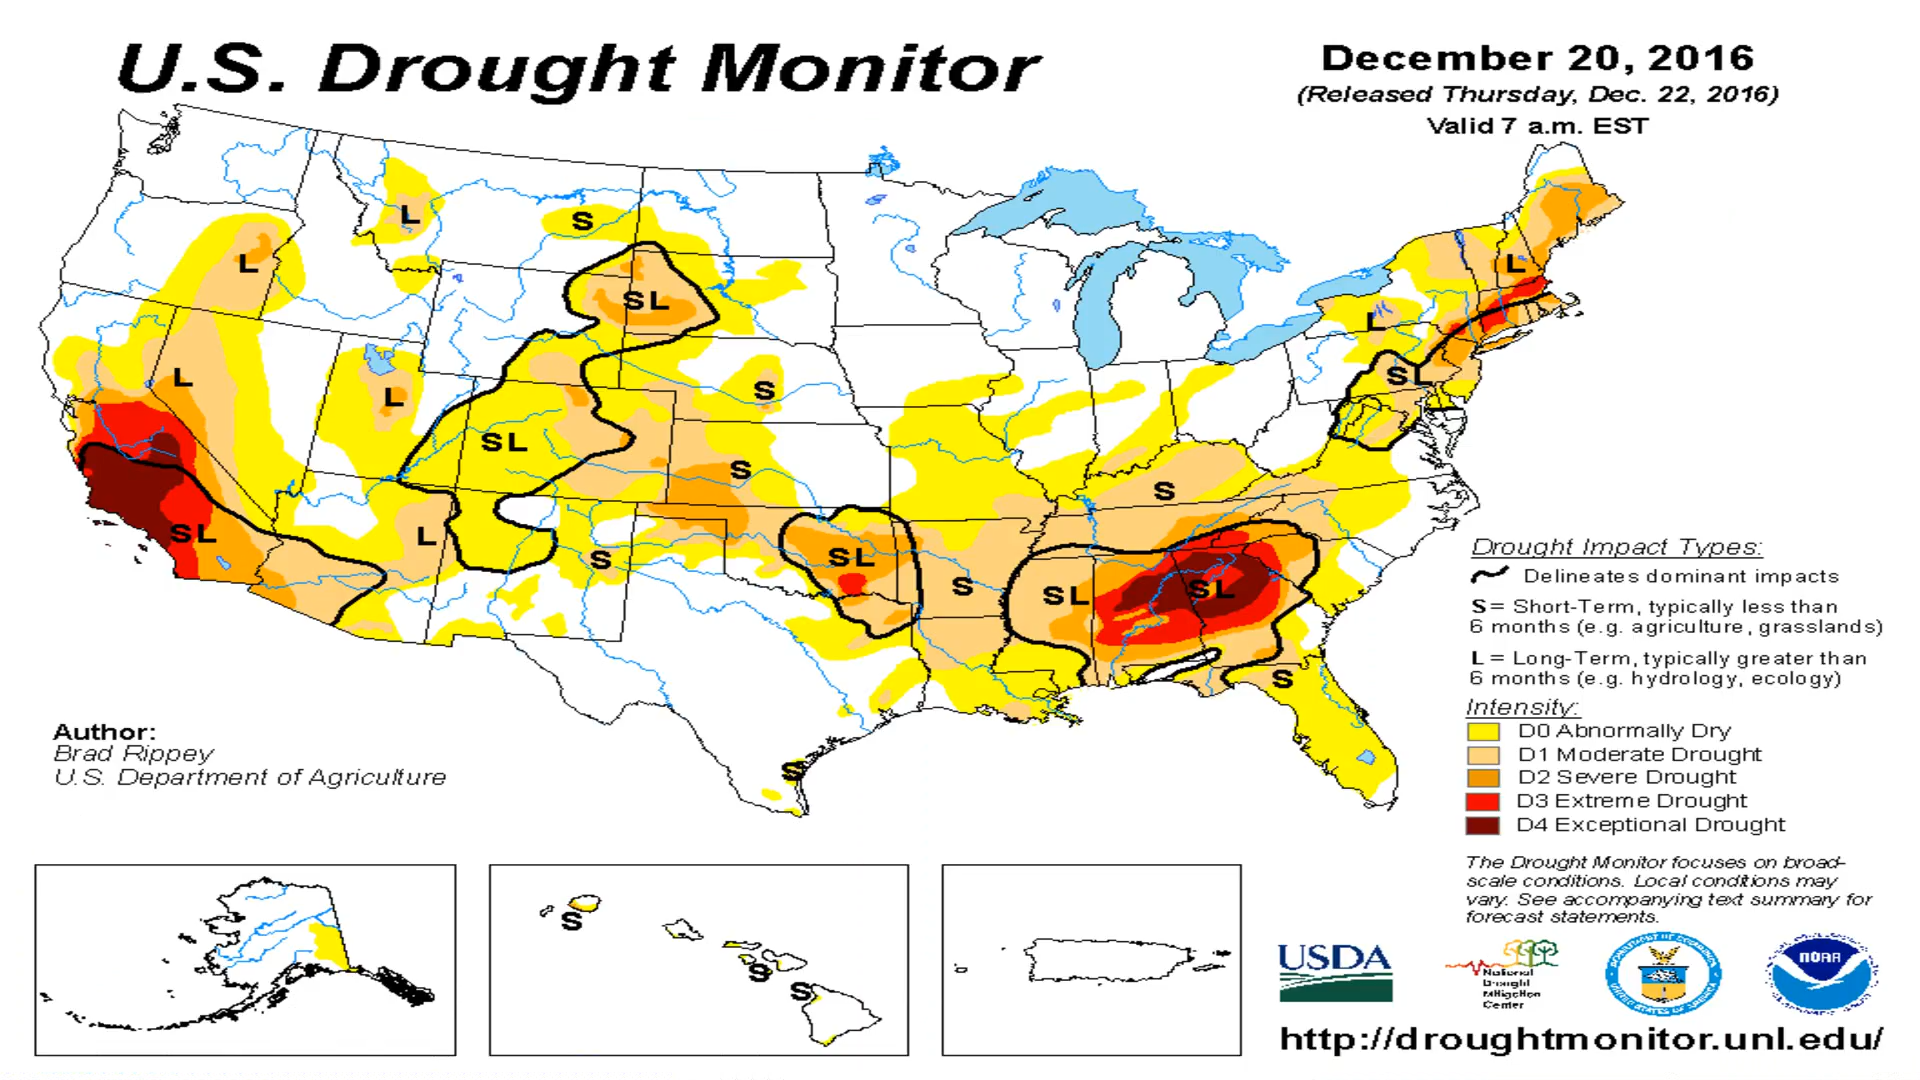 U.S. Drought Monitor
December 20, 2016
(Released Thursday, Dec. 22, 2016)
Valid 7 a.m. EST
L
S
L
L
SL
L
SL
L
L
S
SL
SL
S
S
L
SL
S
SL
S
SL
SL
S
S
Drought Impact Types:
Delineates dominant impacts
S = Short-Term, typically less than
6 months (e.g. agriculture, grasslands)
L = Long-Term, typically greater than
6 months (e.g. hydrology, ecology)
Intensity:
D0 Abnormally Dry
D1 Moderate Drought
D2 Severe Drought
D3 Extreme Drought
D4 Exceptional Drought
Author:
Brad Rippey
U.S. Department of Agriculture
S
S
S
The Drought Monitor focuses on broad-
scale conditions. Local conditions may
vary. See accompanying text summary for
forecast statements.
USDA
National
Drought
Mitigation
Center
NOAA
http://droughtmonitor.unl.edu/